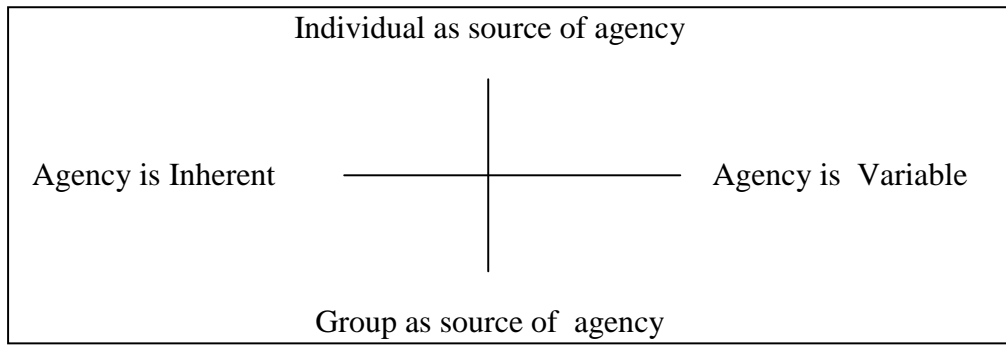 Individual as source of agency
Agency is Inherent
Agency is Variable
Group as source of agency